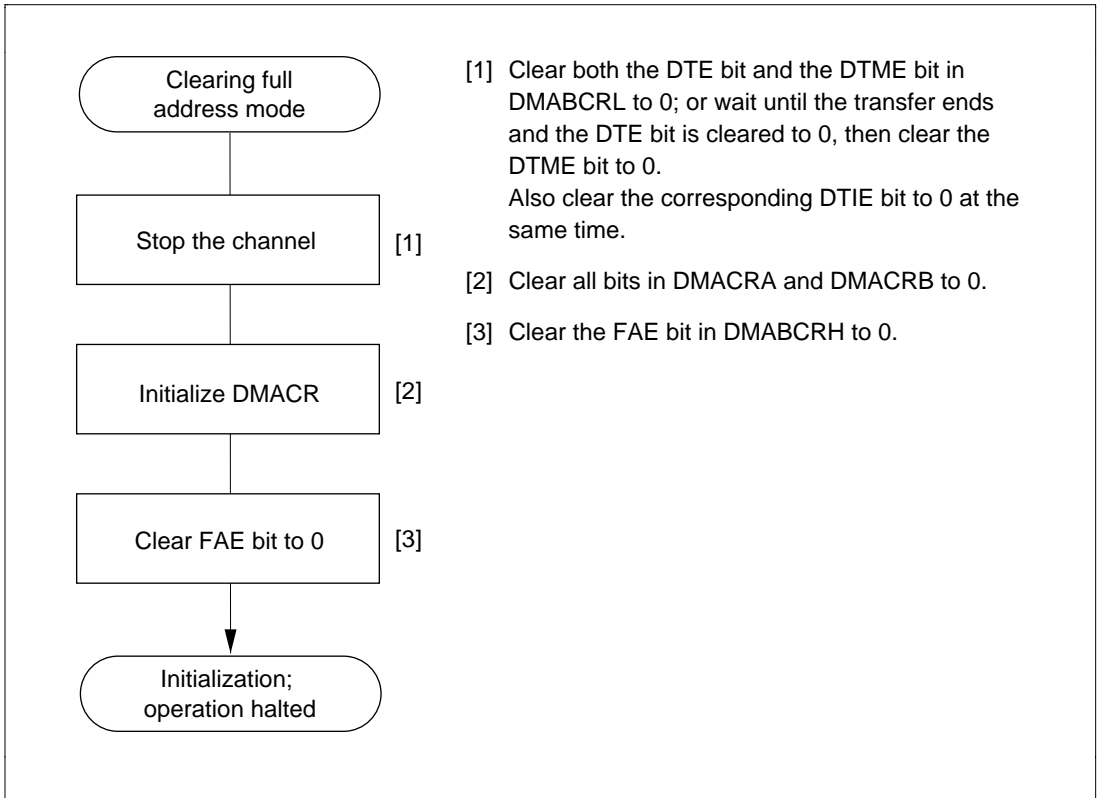 Clearing full
address mode
Stop the channel
[1]
Initialize DMACR
[2]
Clear FAE bit to 0
[3]
Initialization;
operation halted
[1] Clear both the DTE bit and the DTME bit in
DMABCRL to 0; or wait until the transfer ends
and the DTE bit is cleared to 0, then clear the
DTME bit to 0.
Also clear the corresponding DTIE bit to 0 at the
same time.
[2] Clear all bits in DMACRA and DMACRB to 0.
[3] Clear the FAE bit in DMABCRH to 0.